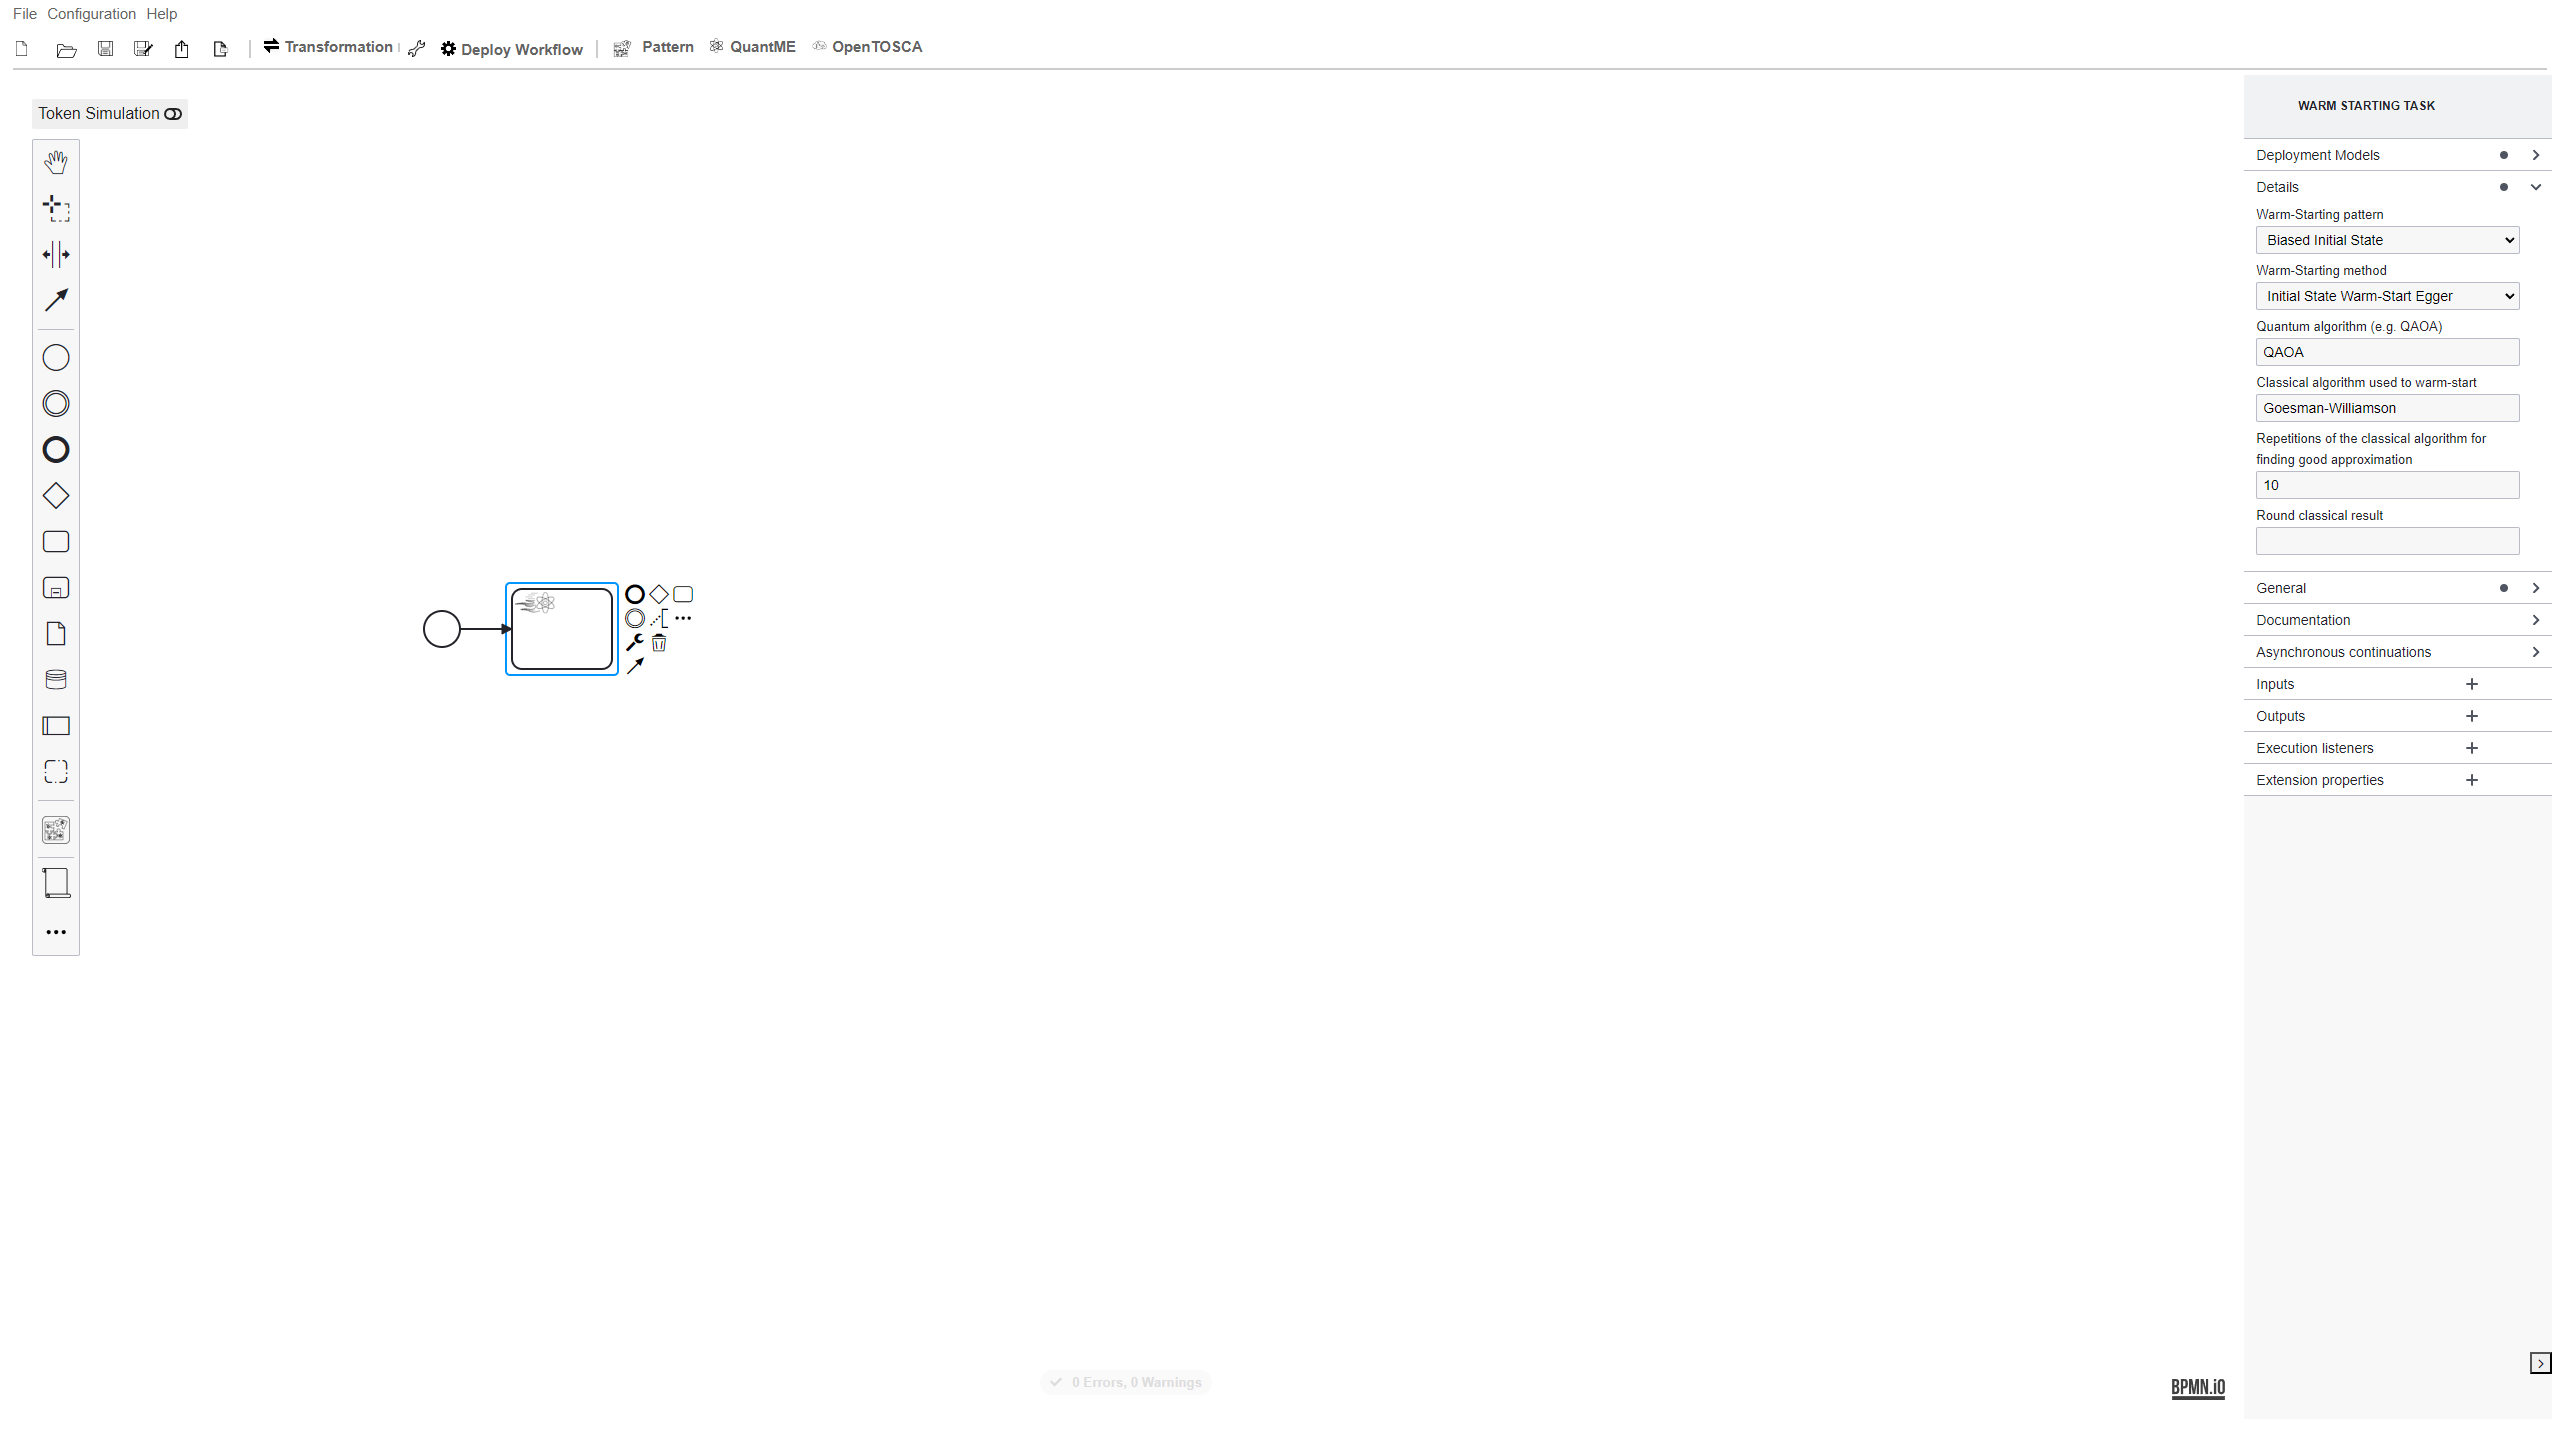 File Configuration Help
Transformation Deploy Workflow Pattern QuantME OpenTOSCA
Token Simulation
WARM STARTING TASK
Deployment Models
Details
Warm-Starting pattern
Biased Initial State
Warm-Starting method
Initial State Warm-Start Egger
Quantum algorithm (e.g. QAOA)
QAOA
Classical algorithm used to warm-start
Goesman-Williamson
Repetitions of the classical algorithm for
finding good approximation
10
Round classical result
General
Documentation
Asynchronous continuations
Inputs
Outputs
Execution listeners
Extension properties
0 Errors, 0 Warnings
BPMN.iO